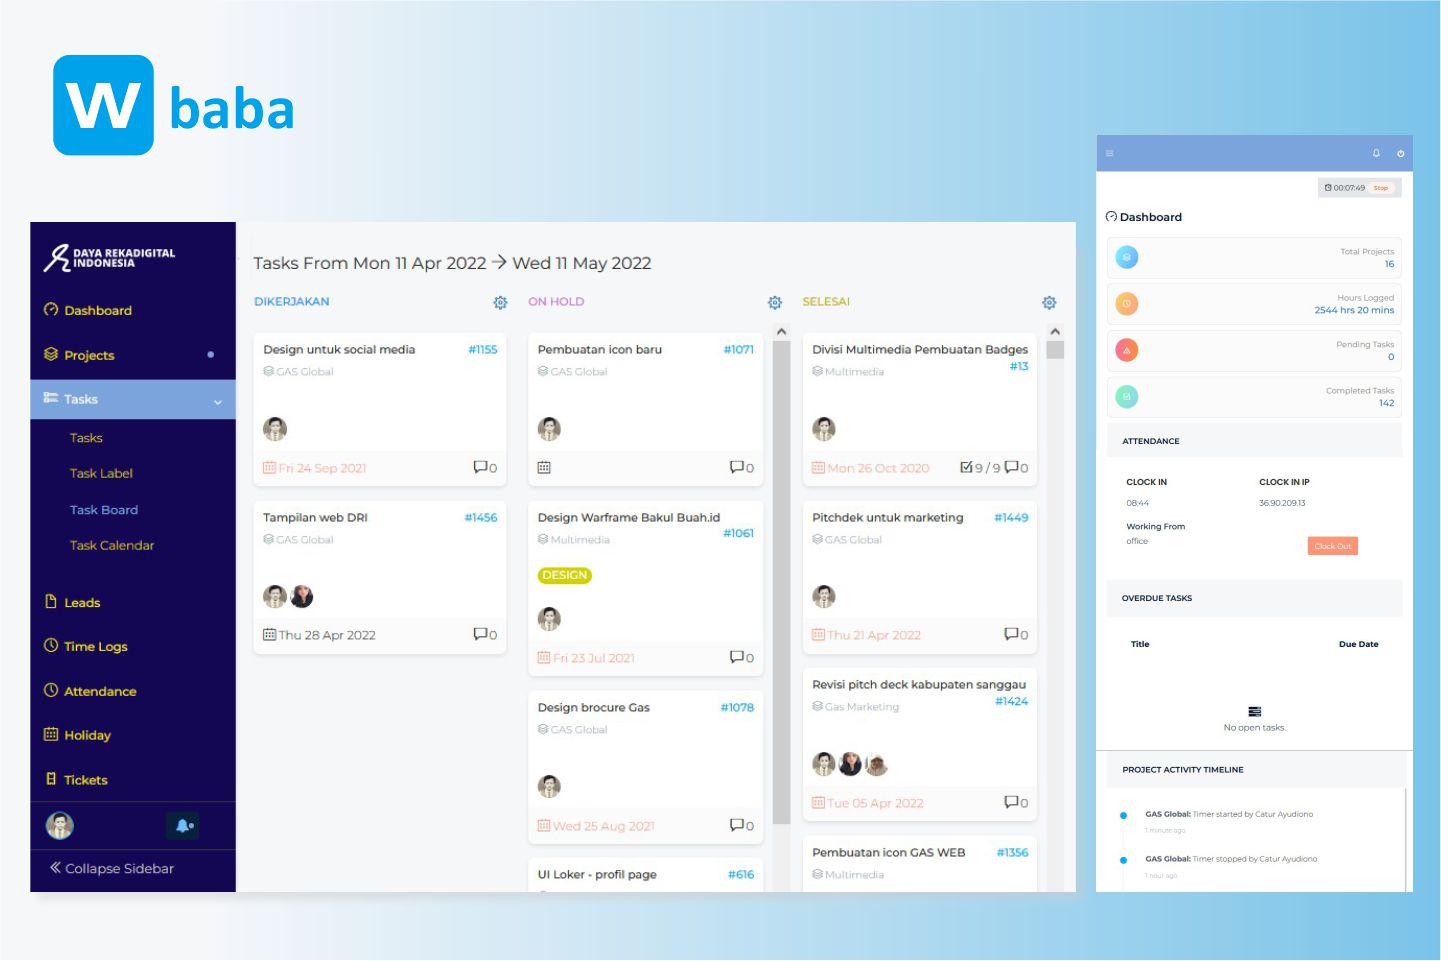 W baba
DAYA REKADIGITAL
INDONESIA
Dashboard
Projects
Tasks
Tasks
Task Label
Task Board
Task Calendar
Leads
Time Logs
Attendance
Holiday
Tickets
Collapse Sidebar
Tasks From Mon 11 Apr 2022 → Wed 11 May 2022
DIKERJAKAN
Design untuk social media #1155
GAS Global
Fri 24 Sep 2021 0
Tampilan web DRI #1456
GAS Global
Thu 28 Apr 2022 0
ON HOLD
Pembuatan icon baru #1071
GAS Global
0
Design Warframe Bakul Buah.id
#1061
Multimedia
DESIGN
Fri 23 Jul 2021 0
Design brocure Gas #1078
GAS Global
Wed 25 Aug 2021 0
UI Loker - profil page #616
SELESAI
Divisi Multimedia Pembuatan Badges
#13
Multimedia
Mon 26 Oct 2020 9 / 9 0
Pitchdek untuk marketing #1449
GAS Global
Thu 21 Apr 2022 0
Revisi pitch deck kabupaten sanggau
#1424
Gas Marketing
Tue 05 Apr 2022 0
Pembuatan icon GAS WEB #1356
Multimedia
00:07:49 Stop
Dashboard
Total Projects
16
Hours Logged
2544 hrs 20 mins
Pending Tasks
0
Completed Tasks
142
ATTENDANCE
CLOCK IN CLOCK IN IP
08:44 36.90.209.13
Working From
office
Clock Out
OVERDUE TASKS
Title Due Date
No open tasks.
PROJECT ACTIVITY TIMELINE
GAS Global: Timer started by Catur Ayudiono
1 minute ago
GAS Global: Timer stopped by Catur Ayudiono
1 hour ago